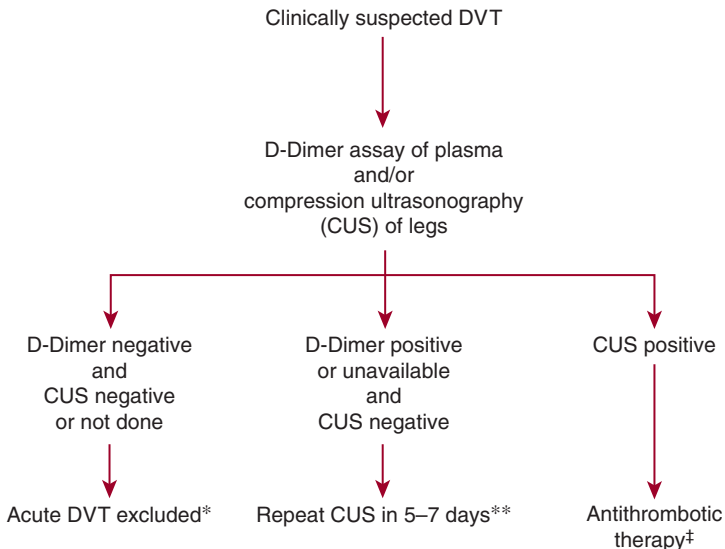 Clinically suspected DVT
D-Dimer assay of plasma
and/or
compression ultrasonography
(CUS) of legs
D-Dimer negative
and
CUS negative
or not done
D-Dimer positive
or unavailable
and
CUS negative
CUS positive
Acute DVT excluded*
Repeat CUS in 5–7 days**
Antithrombotic
therapy‡